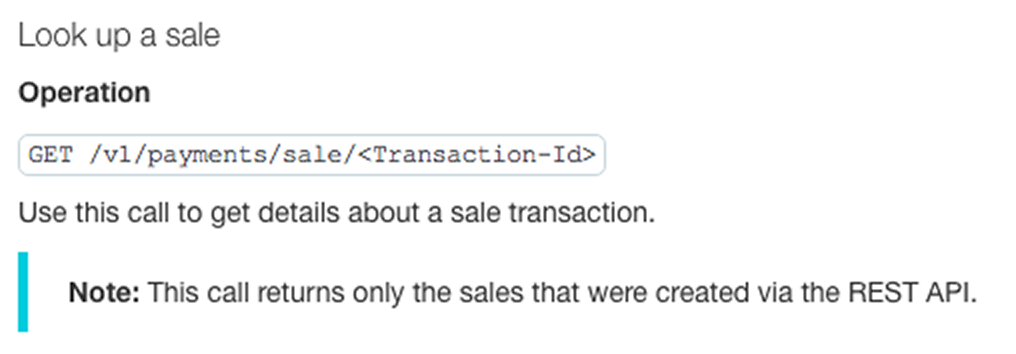 Look up a sale
Operation
GET /v1/payments/sale/<Transaction-Id>
Use this call to get details about a sale transaction.
Note: This call returns only the sales that were created via the REST API.